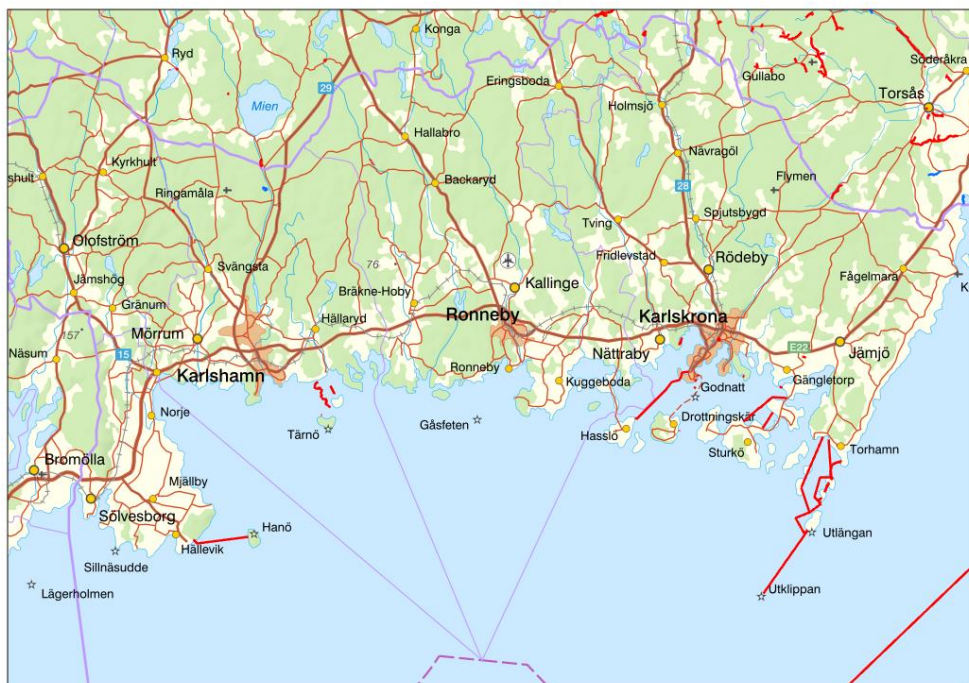 Konga
Ryd
Söderåkra
Gullabo
Eringsboda
29
Torsås
Mien
Holmsjö
Hallabro
Navragöl
Kyrkhult
shult
Backaryd
28
Flymen
Ringamåla
Tving
Spjutsbygd
Olofström
Fridlevstad
Rödeby
Svängsta
76
Fågelmara
K
Jämshög
Kallinge
Bräkne-Hoby
Gränum
Ronneby
Karlskrona
Hällaryd
157
Mörrum
Nättraby
E22
Jämjö
15
Näsum
Karlshamn
Ronneby
Gängletorp
Kuggeboda
Godnatt
Norje
Gåsfeten
Drottningskär
Tärnö
Hasslö
Sturkö
Torhamn
Bromölla
Mjällby
Sölvesborg
Hanö
Utlängan
Hällevik
Sillnäsudde
Lägerholmen
Utklippan